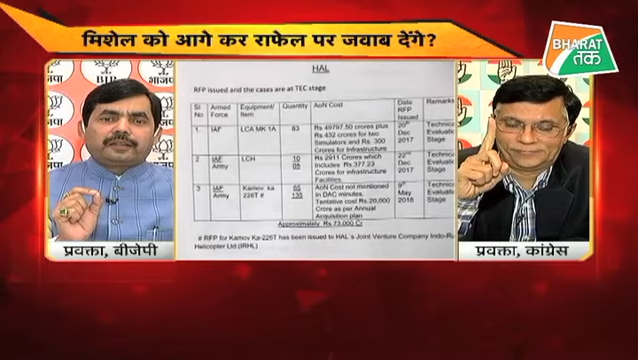 मिशेल को आगे कर राफेल पर जवाब देंगे?
BHARAT
तक
BJP
भाजपा
HAL
RFP issued and the cases are at TEC stage
Sl No
Armed Force
Equipment/ Item
Quantity
AoN Cost
Date RFP Issued
Remarks
1.
IAF
LCA MK 1A
83
Rs 49797.50 crores plus
Rs 432 crores for two
Simulators and Rs. 300
Crores for Infrastructure
20th Dec 2017
Technical Evaluation Stage
2
IAF
Army
LCH
10
05
Rs 2911 Crores which
includes Rs.377.23
Crores for infrastructure
Facilities.
22nd Dec 2017
Technical Evaluation Stage
3
IAF
Army
Kamov ka 226T #
65
135
AoN Cost not mentioned
in DAC minutes.
Tentative cost Rs 20,000
Crore as per Annual
Acquisition plan
9th May 2018
Technical Evaluation Stage
Approximately Rs.73,000 Cr
# RFP for Kamov Ka-226T has been issued to HAL's Joint Venture Company Indo-Ru
Helicopter Ltd.(IRHL)
प्रवक्ता, बीजेपी
प्रवक्ता, कांग्रेस